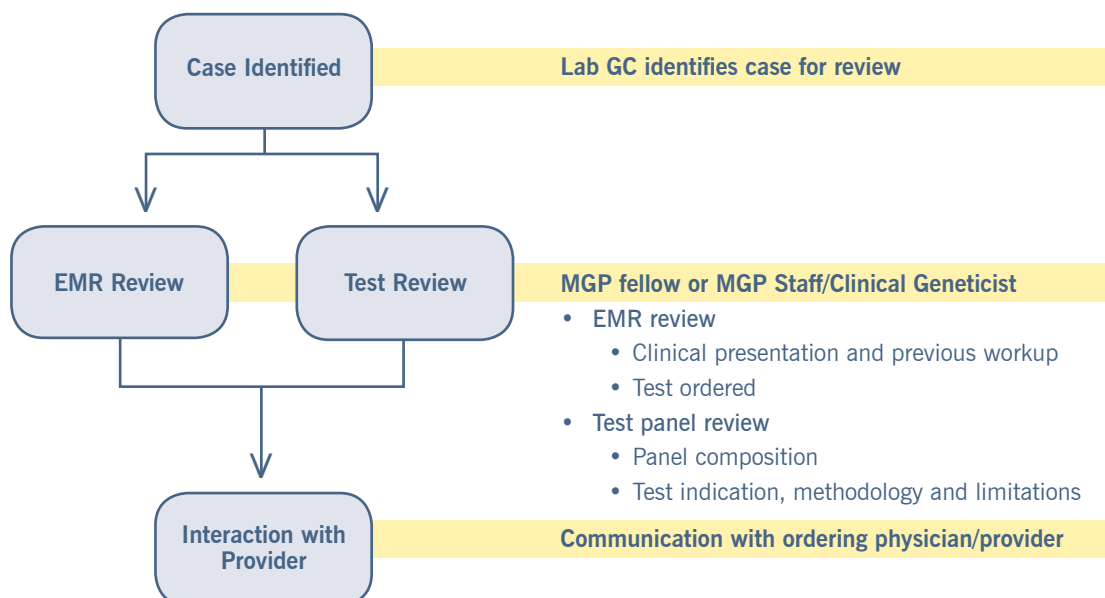 Case Identified
Lab GC identifies case for review
EMR Review
Test Review
MGP fellow or MGP Staff/Clinical Geneticist
• EMR review
• Clinical presentation and previous workup
• Test ordered
• Test panel review
• Panel composition
• Test indication, methodology and limitations
Interaction with
Provider
Communication with ordering physician/provider